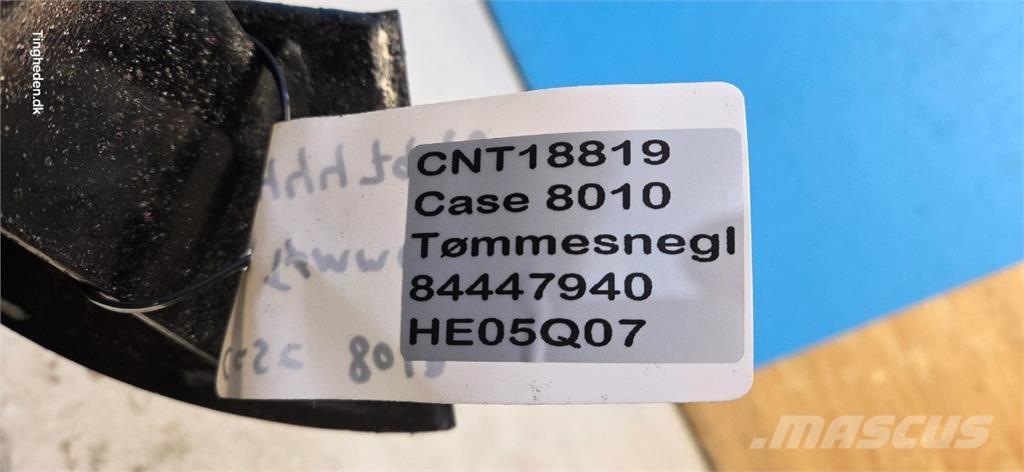 Tingheden.dk
CNT18819
Case 8010
Tømmesnegl
84447940
HE05Q07
MASCUS